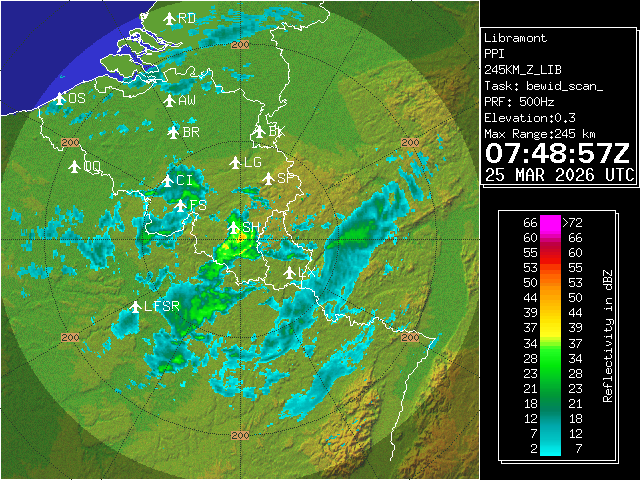 RD
200
OS
AW
BR
BK
200
200
QQ
LG
CI
SP
FS
SH
LX
LFSR
200
200
200
Libramont
PPI
245KM_Z_LIB
Task: bewid_scan_
PRF: 500Hz
Elevation:0.3
Max Range:245 km
07:48:57Z
25 MAR 2026 UTC
66 >72
60 66
55 60
53 55
50 53
44 50
39 44
37 39
34 37
28 34
23 28
21 23
18 21
12 18
7 12
2 7
Reflectivity in dBZ